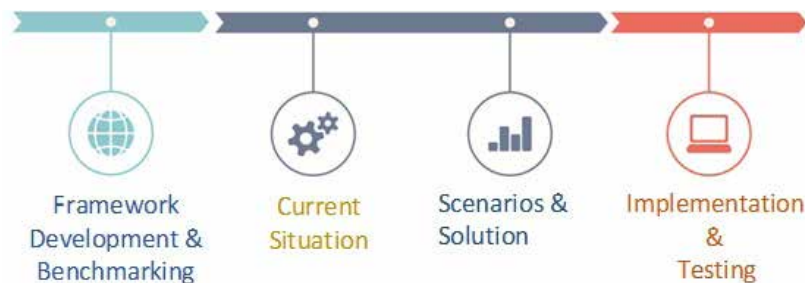 Framework
Development &
Benchmarking
Current
Situation
Scenarios &
Solution
Implementation
&
Testing